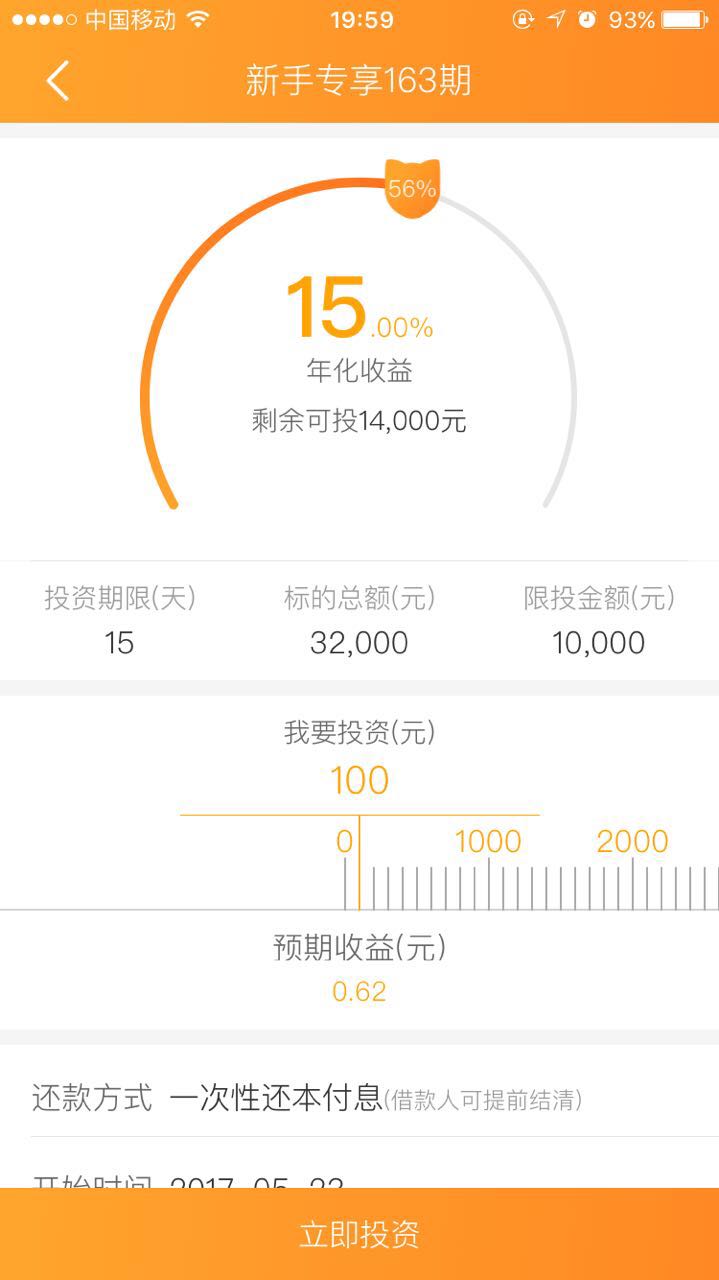 中国移动 19:59 93%
新手专享163期
56%
15.00%
年化收益
剩余可投14,000元
投资期限(天) 标的总额(元) 限投金额(元)
15 32,000 10,000
我要投资(元)
100
0 1000 2000
预期收益(元)
0.62
还款方式 一次性还本付息(借款人可提前结清)
开始时间 2017-05-23
立即投资